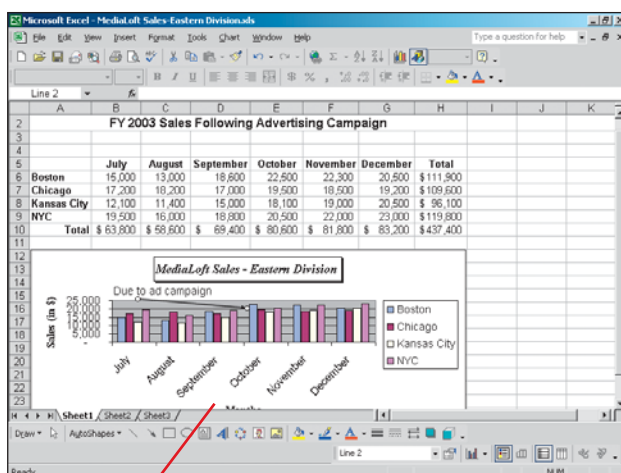 Microsoft Excel - MediaLoft Sales-Eastern Division.xls
File Edit View Insert Format Tools Chart Window Help
Type a question for help
Line 2 fx
A B C D E F G H I J K
2 FY 2003 Sales Following Advertising Campaign
3
4
5 July August September October November December Total
6 Boston 15,000 13,000 18,600 22,500 22,300 20,500 $111,900
7 Chicago 17,200 18,200 17,000 19,500 18,500 19,200 $109,600
8 Kansas City 12,100 11,400 15,000 18,100 19,000 20,500 $ 96,100
9 NYC 19,500 16,000 18,800 20,500 22,000 23,000 $119,800
10 Total $ 63,800 $ 58,600 $ 69,400 $ 80,600 $ 81,800 $ 83,200 $437,400
11
12
13 MediaLoft Sales - Eastern Division
14
15 Due to ad campaign
16 25,000 Boston
17 Chicago
18 5,000 Kansas City
19 - NYC
20
21
22
23
Sales (in $)
July August September October November December
Months
Sheet1 Sheet2 Sheet3
Draw AutoShapes
Line 2
Ready NUM